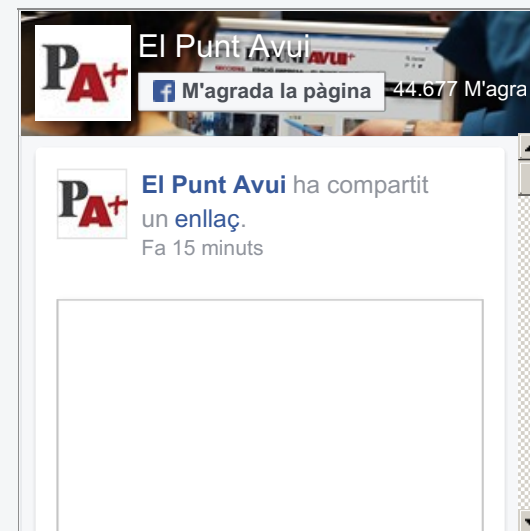 PA+
El Punt Avui
M'agrada la pàgina
44.677 M'agra
PA+
El Punt Avui ha compartit
un enllaç.
Fa 15 minuts